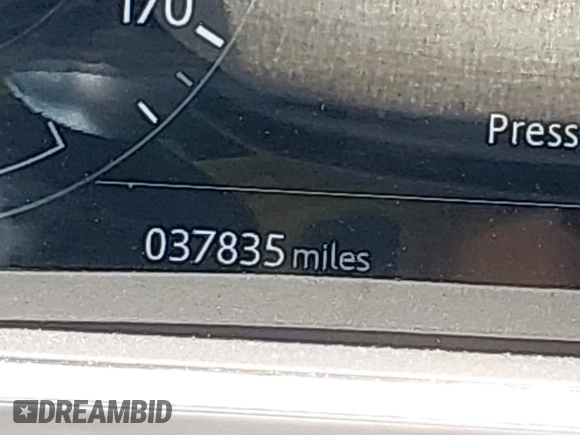 170
Press
037835 miles
DREAMBID